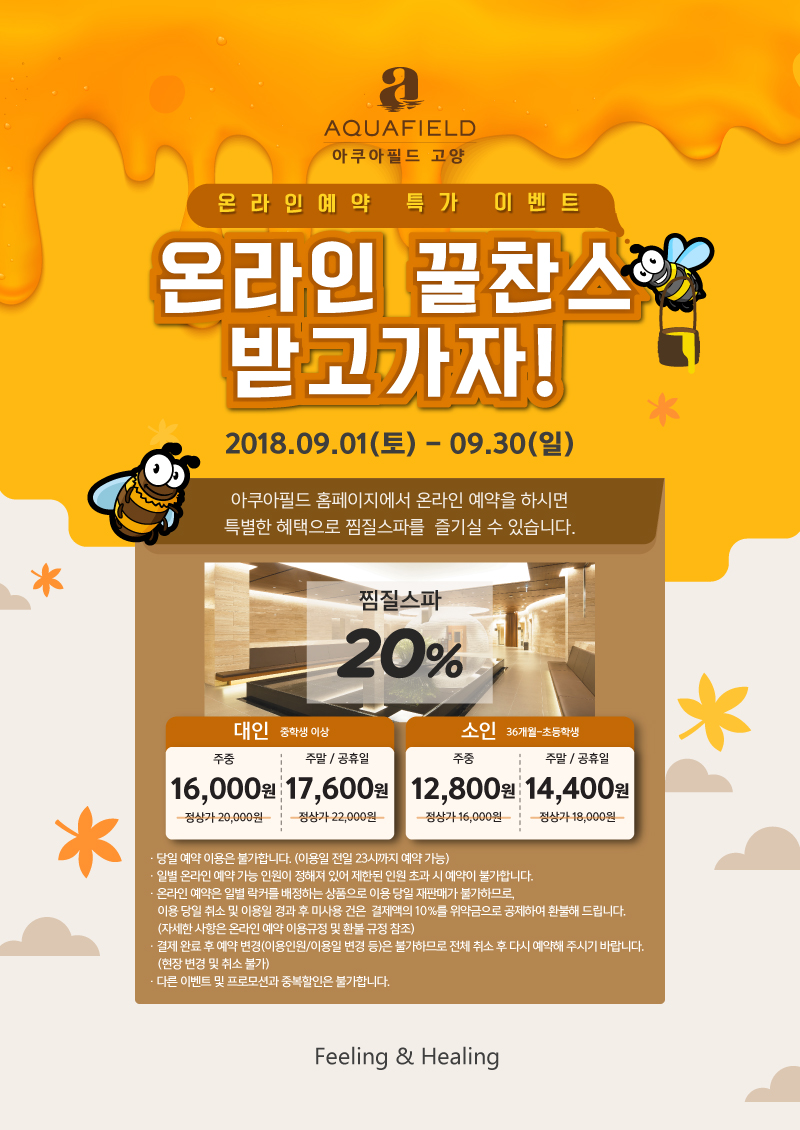 a
AQUAFIELD
아쿠아필드 고양
온라인예약 특가 이벤트
온라인 꿀찬스
받고가자!
2018.09.01(토) - 09.30(일)
아쿠아필드 홈페이지에서 온라인 예약을 하시면
특별한 혜택으로 찜질스파를 즐기실 수 있습니다.
찜질스파
20%
대인 중학생 이상
주중 주말 / 공휴일
16,000원 17,600원
정상가 20,000원 정상가 22,000원
소인 36개월-초등학생
주중 주말 / 공휴일
12,800원 14,400원
정상가 16,000원 정상가 18,000원
· 당일 예약 이용은 불가합니다. (이용일 전일 23시까지 예약 가능)
· 일별 온라인 예약 가능 인원이 정해져 있어 제한된 인원 초과 시 예약이 불가합니다.
· 온라인 예약은 일별 락커를 배정하는 상품으로 이용 당일 재판매가 불가하므로,
이용 당일 취소 및 이용일 경과 후 미사용 건은 결제액의 10%를 위약금으로 공제하여 환불해 드립니다.
(자세한 사항은 온라인 예약 이용규정 및 환불 규정 참조)
· 결제 완료 후 예약 변경(이용인원/이용일 변경 등)은 불가하므로 전체 취소 후 다시 예약해 주시기 바랍니다.
(현장 변경 및 취소 불가)
· 다른 이벤트 및 프로모션과 중복할인은 불가합니다.
Feeling & Healing